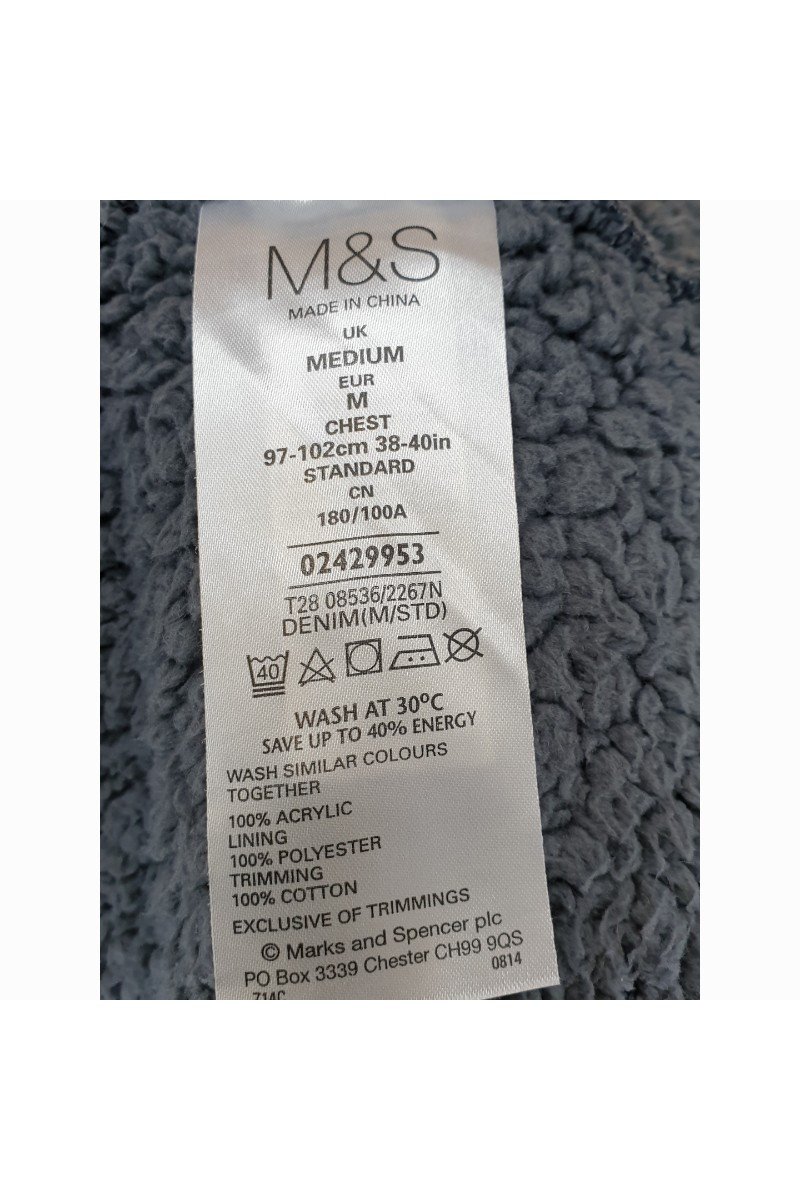 M&S
MADE IN CHINA
UK
MEDIUM
EUR
M
CHEST
97-102cm 38-40in
STANDARD
CN
180/100A
02429953
T28 08536/2267N
DENIM(M/STD)
40
WASH AT 30ºC
SAVE UP TO 40% ENERGY
WASH SIMILAR COLOURS
TOGETHER
100% ACRYLIC
LINING
100% POLYESTER
TRIMMING
100% COTTON
EXCLUSIVE OF TRIMMINGS
© Marks and Spencer plc
PO Box 3339 Chester CH99 9QS
0814